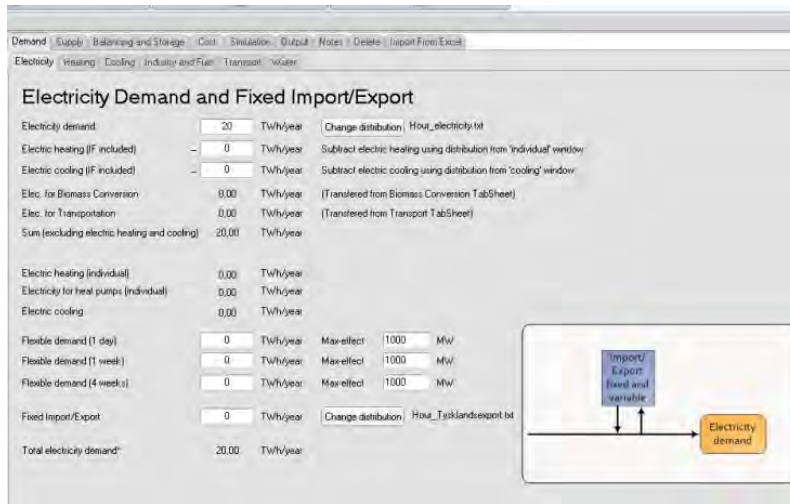 Demand Supply Balancing and Storage Cost Simulation Output Notes Delete Import From Excel
Electricity Heating Cooling Industry and Fuel Transport Water
Electricity Demand and Fixed Import/Export
Electricity demand: 20 TWh/year Change distribution Hour_electricity.txt
Electric heating (IF included) - 0 TWh/year Subtract electric heating using distribution from 'individual' window
Electric cooling (IF included) - 0 TWh/year Subtract electric cooling using distribution from 'cooling' window
Elec. for Biomass Conversion 0,00 TWh/year (Transfered from Biomass Conversion TabSheet)
Elec. for Transportation 0,00 TWh/year (Transfered from Transport TabSheet)
Sum (excluding electric heating and cooling) 20,00 TWh/year
Electric heating (individual) 0,00 TWh/year
Electricity for heat pumps (individual) 0,00 TWh/year
Electric cooling 0,00 TWh/year
Flexible demand (1 day) 0 TWh/year Max-effect 1000 MW
Flexible demand (1 week) 0 TWh/year Max-effect 1000 MW
Flexible demand (4 weeks) 0 TWh/year Max-effect 1000 MW
Fixed Import/Export 0 TWh/year Change distribution Hour_Tysklandsexport.txt
Total electricity demand* 20,00 TWh/year
Import/
Export
fixed and
variable
Electricity
demand